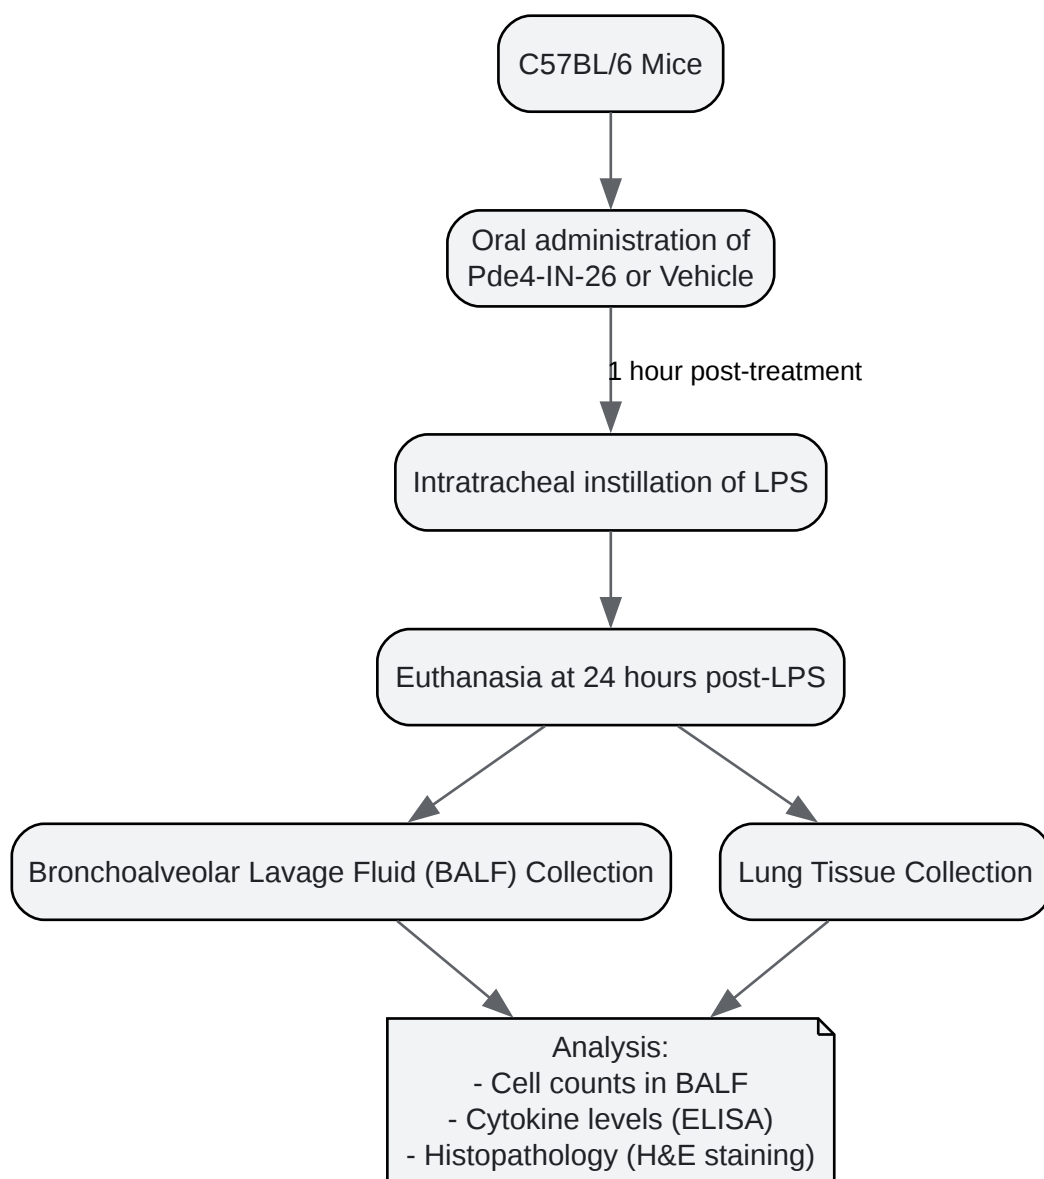 C57BL/6 Mice
Oral administration of
Pde4-IN-26 or Vehicle
1 hour post-treatment
Intratracheal instillation of LPS
Euthanasia at 24 hours post-LPS
Bronchoalveolar Lavage Fluid (BALF) Collection
Lung Tissue Collection
Analysis:
- Cell counts in BALF
- Cytokine levels (ELISA)
- Histopathology (H&E staining)